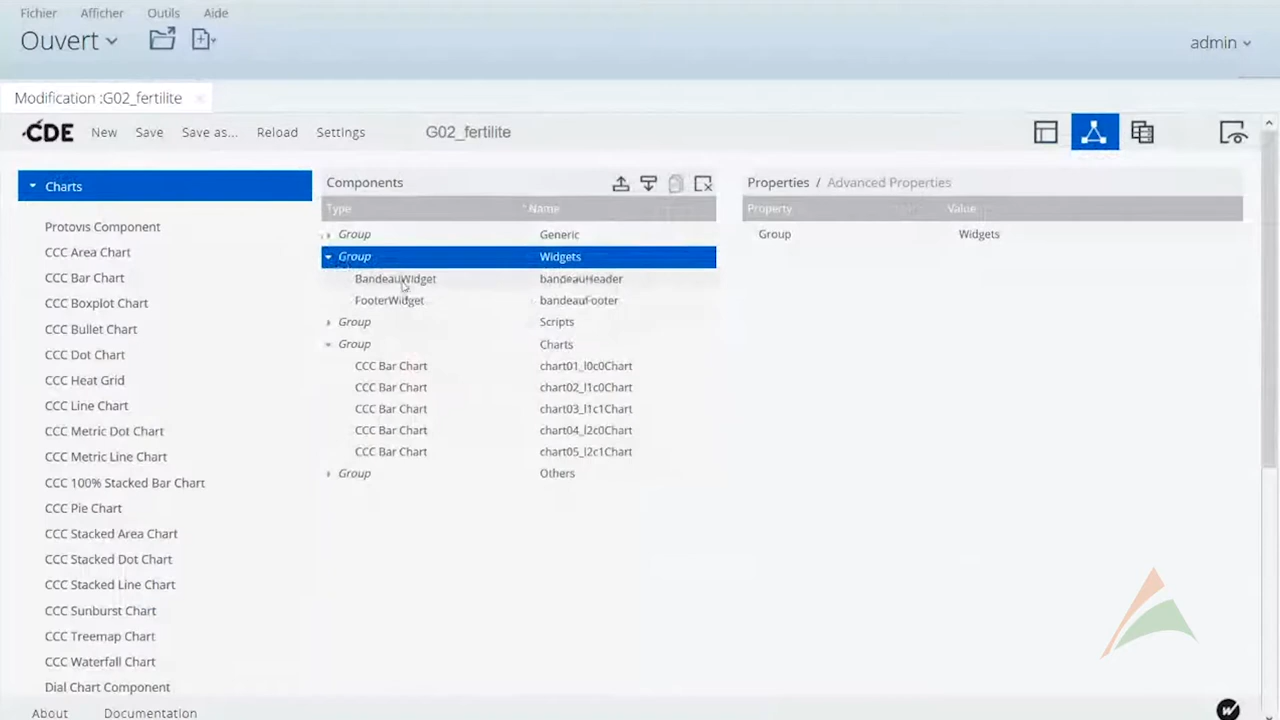 Fichier Afficher Outils Aide
Ouvert
admin
Modification :G02_fertilite
CDE New Save Save as... Reload Settings G02_fertilite
Charts
Protovis Component
CCC Area Chart
CCC Bar Chart
CCC Boxplot Chart
CCC Bullet Chart
CCC Dot Chart
CCC Heat Grid
CCC Line Chart
CCC Metric Dot Chart
CCC Metric Line Chart
CCC 100% Stacked Bar Chart
CCC Pie Chart
CCC Stacked Area Chart
CCC Stacked Dot Chart
CCC Stacked Line Chart
CCC Sunburst Chart
CCC Treemap Chart
CCC Waterfall Chart
Dial Chart Component
Components
Type Name
Group Generic
Group Widgets
BandeauWidget bandeauHeader
FooterWidget bandeauFooter
Group Scripts
Group Charts
CCC Bar Chart chart01_l0c0Chart
CCC Bar Chart chart02_l1c0Chart
CCC Bar Chart chart03_l1c1Chart
CCC Bar Chart chart04_l2c0Chart
CCC Bar Chart chart05_l2c1Chart
Group Others
Properties / Advanced Properties
Property Value
Group Widgets
About Documentation